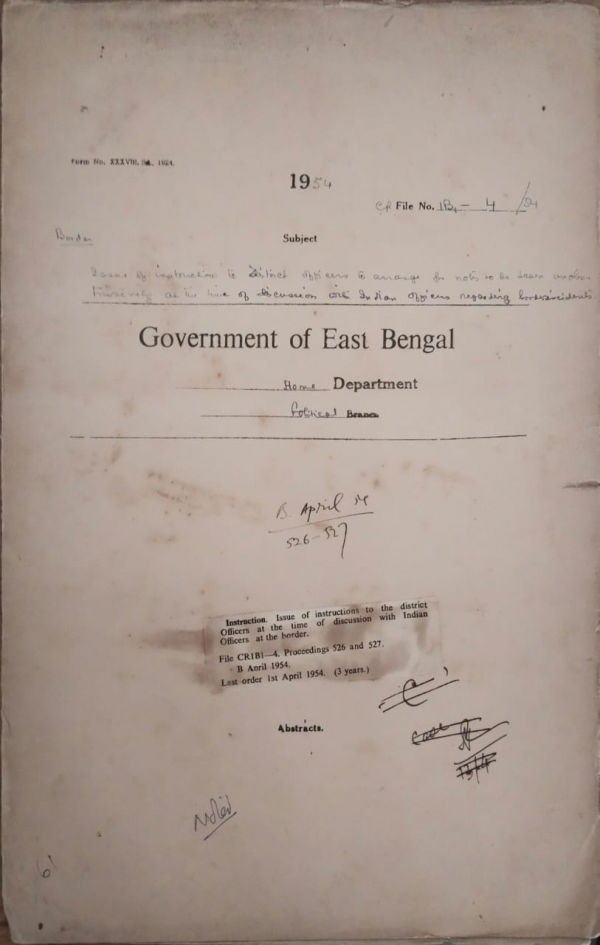 Form No. XXXVIII, 1954.
1954
CR File No. 1B1- 4 /54
Border
Subject
Issue of instruction to District officers to arrange for notes to be
at the time of discussion with Indian officers regarding border incidents
Government of East Bengal
Home Department
Political Branch
B April 54
526-527
Instruction. Issue of instructions to the district
Officers at the time of discussion with Indian
Officers at the border.
File CR1B1—4. Proceedings 526 and 527.
B April 1954.
Last order 1st April 1954. (3 years.)
Abstracts.
Noted